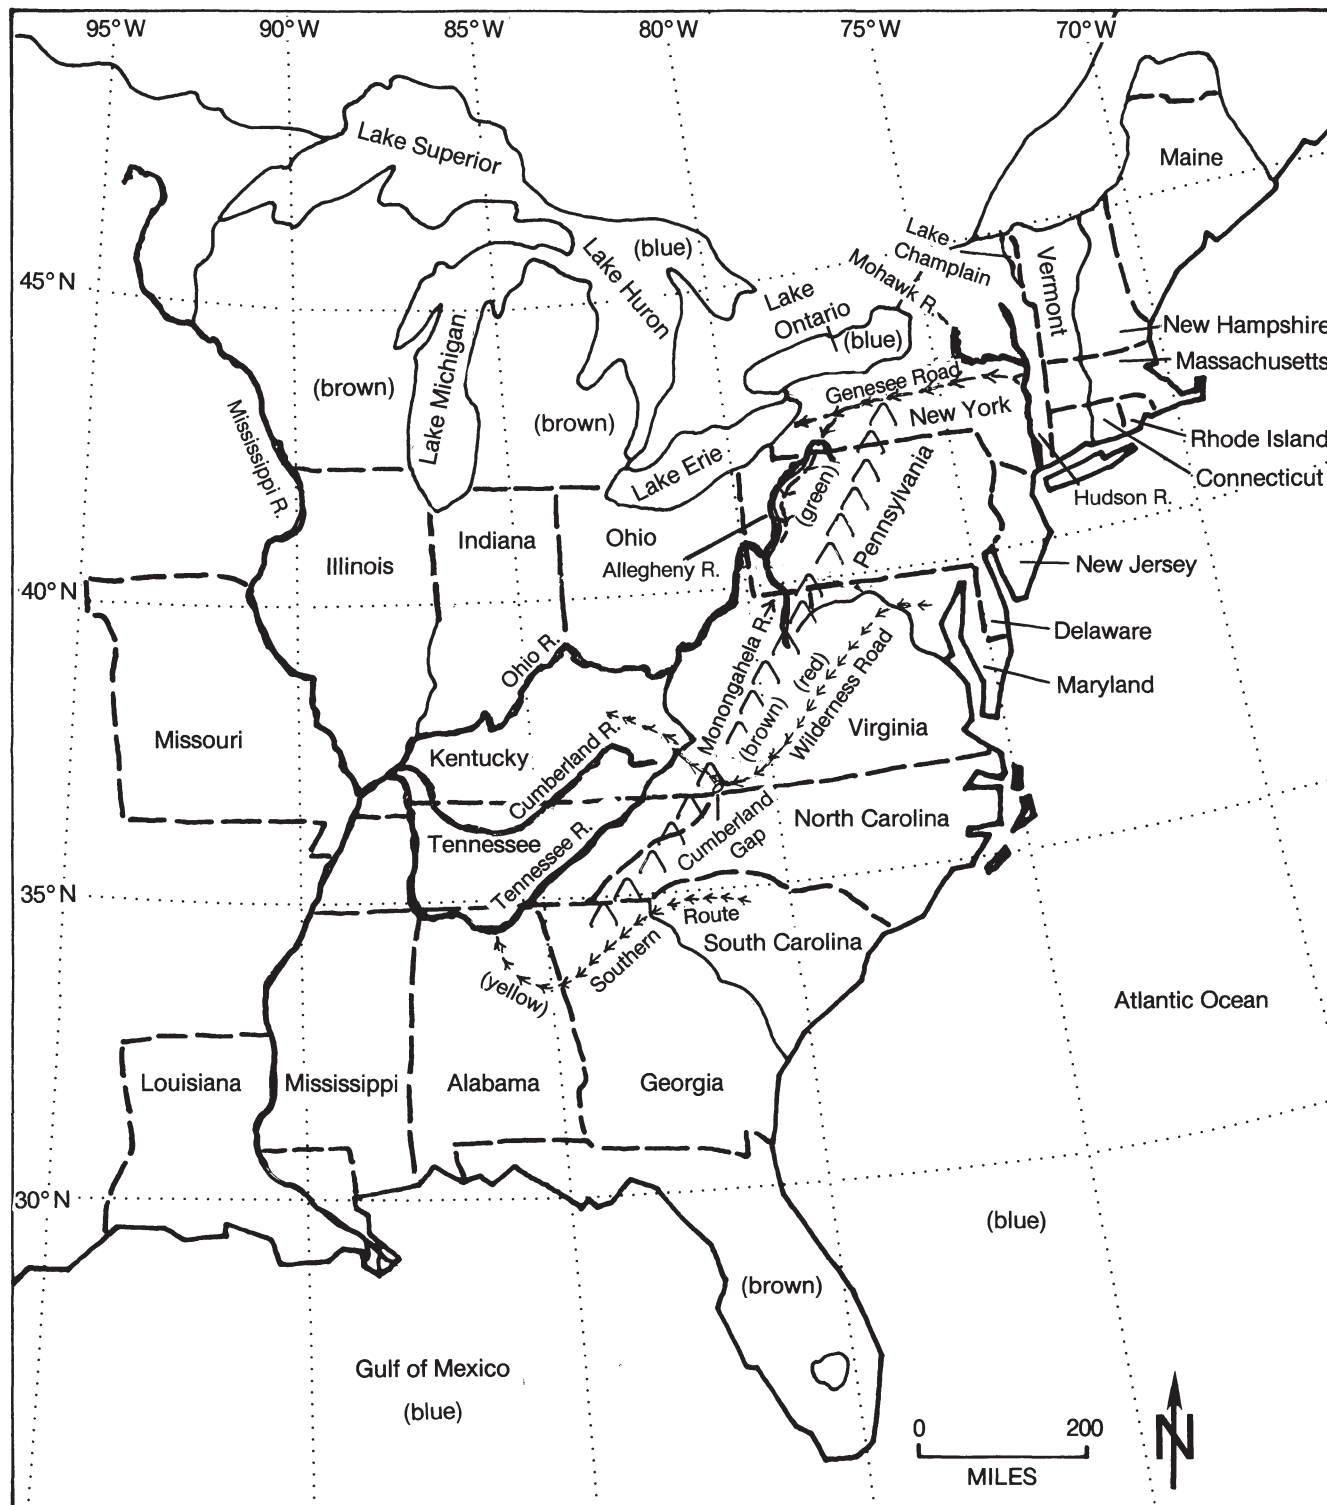 95°W
90°W
85°W
80°W
75°W
70°W
Lake Superior
Maine
(blue)
Lake Huron
Lake
Champlain
Mohawk R.
Vermont
45°N
Lake
Ontario
(blue)
New Hampshire
Massachusetts
Lake Michigan
(brown)
(brown)
Genesee Road
New York
Mississippi R.
Rhode Island
Connecticut
Hudson R.
Lake Erie
(green)
Pennsylvania
Illinois
Indiana
Ohio
Allegheny R.
New Jersey
40°N
Delaware
Maryland
Ohio R.
Monongahela R.
(red)
(brown)
Wilderness Road
Virginia
Missouri
Kentucky
Cumberland R.
Cumberland
Gap
North Carolina
Tennessee
Tennessee R.
35°N
Southern
Route
South Carolina
(yellow)
Atlantic Ocean
Louisiana
Mississippi
Alabama
Georgia
30°N
(blue)
(brown)
Gulf of Mexico
(blue)
0
200
MILES
N